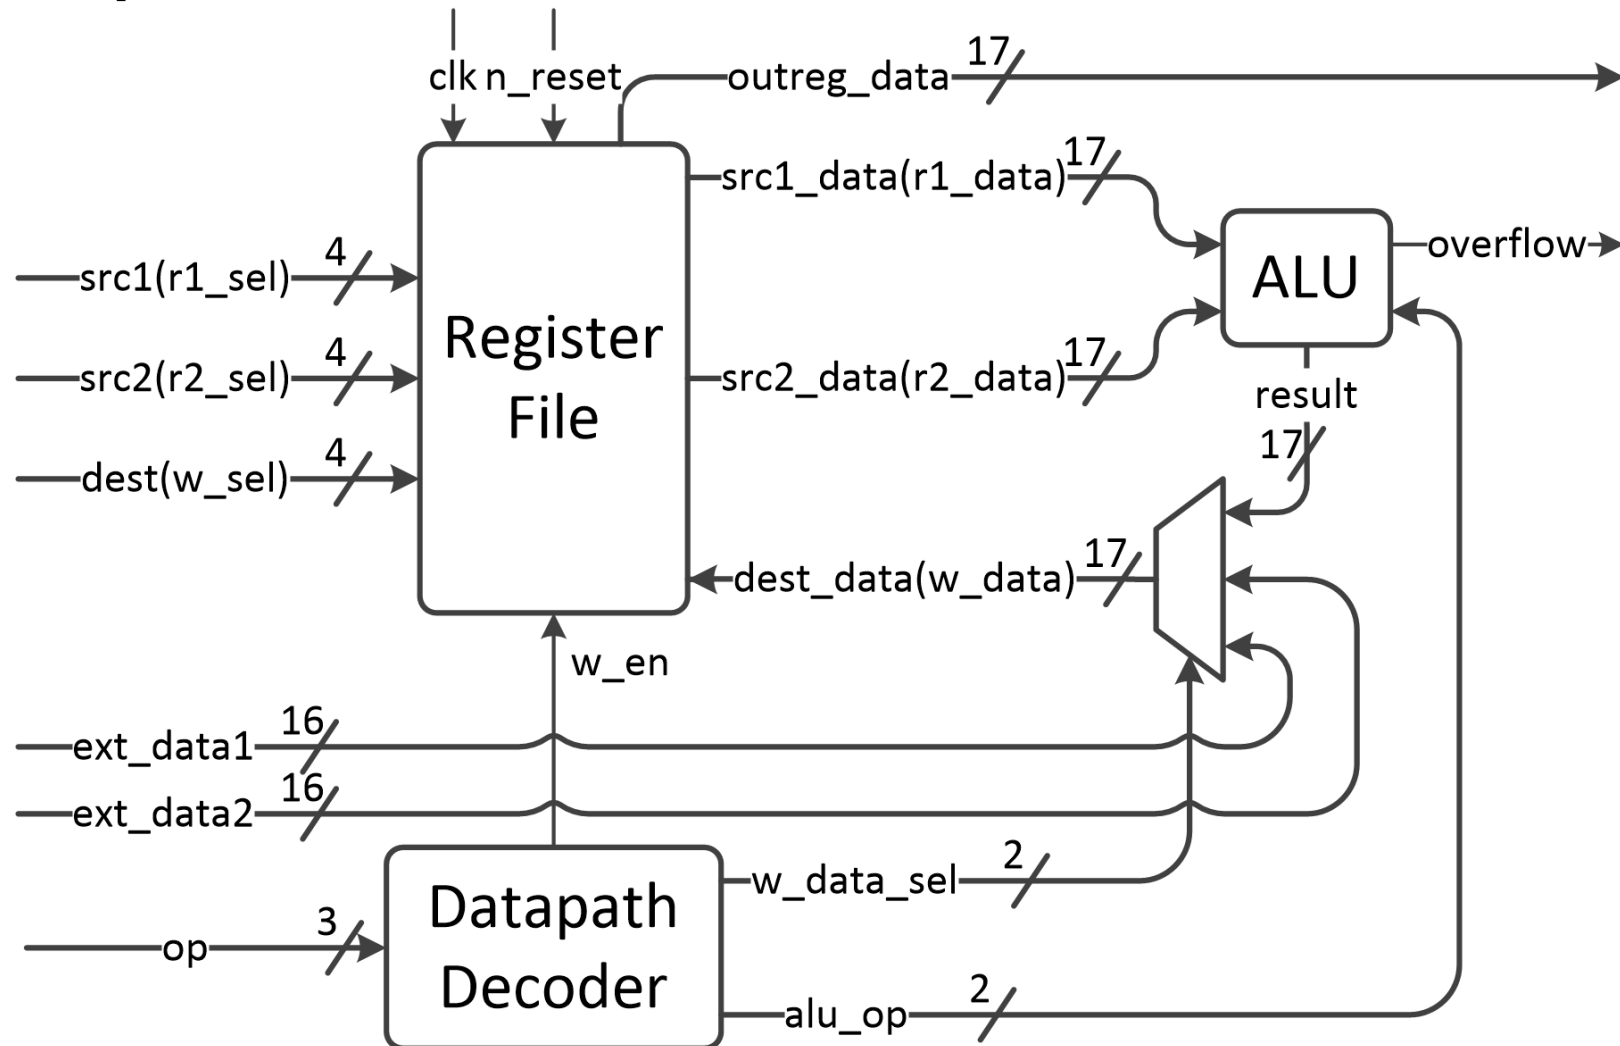 clk n_reset
outreg_data
17
src1_data(r1_data)
17
src1(r1_sel)
4
ALU
overflow
Register
File
src2(r2_sel)
4
src2_data(r2_data)
17
result
17
dest(w_sel)
4
dest_data(w_data)
17
w_en
ext_data1
16
ext_data2
16
Datapath
Decoder
w_data_sel
2
op
3
alu_op
2